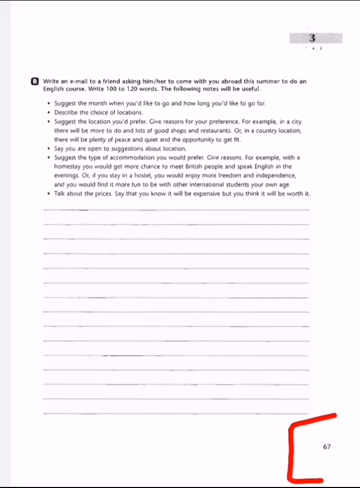 3
B Write an e-mail to a friend asking him/her to come with you abroad this summer to do an
English course. Write 100 to 120 words. The following notes will be useful.
• Suggest the month when you'd like to go and how long you'd like to go for.
• Describe the choice of locations.
• Suggest the location you'd prefer. Give reasons for your preference. For example, in a city
there will be more to do and lots of good shops and restaurants. Or, in a country location,
there will be plenty of peace and quiet and the opportunity to get fit.
• Say you are open to suggestions about location.
• Suggest the type of accommodation you would prefer. Give reasons. For example, with a
homestay you would get more chance to meet British people and speak English in the
evenings. Or, if you stay in a hostel, you would enjoy more freedom and independence,
and you would find it more fun to be with other international students your own age.
• Talk about the prices. Say that you know it will be expensive but you think it will be worth it.
67